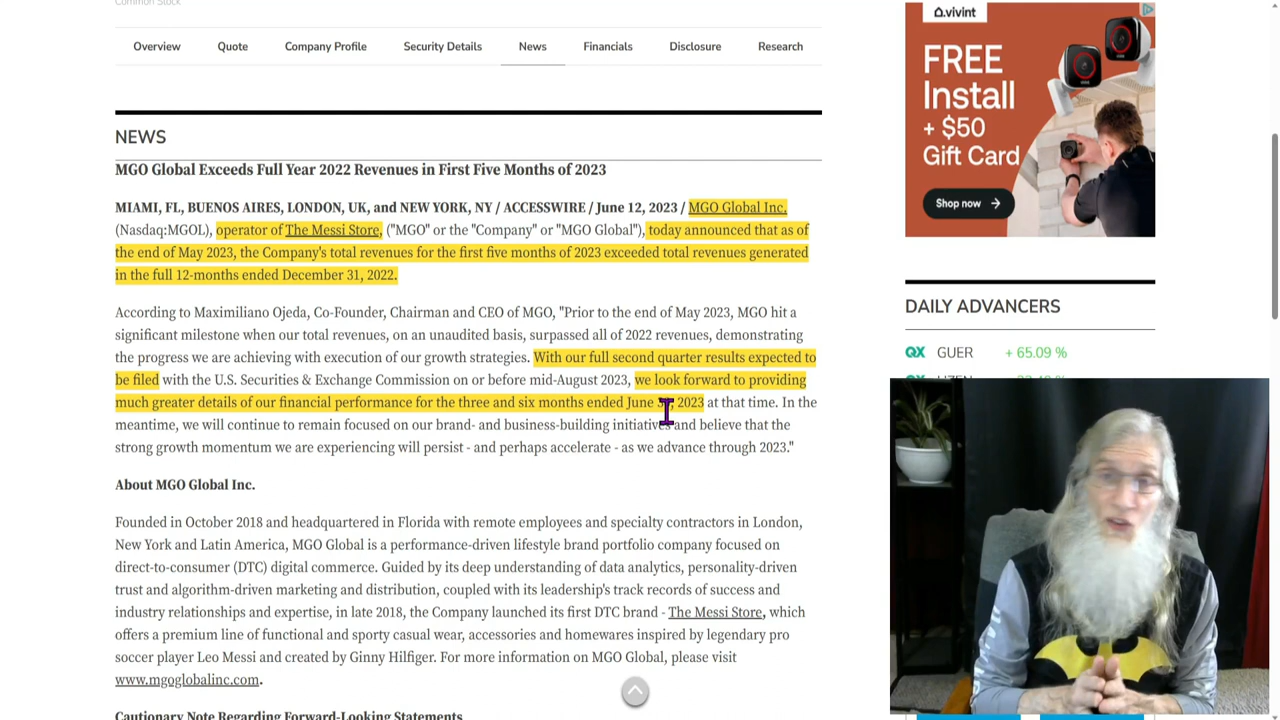 Common Stock
Overview Quote Company Profile Security Details News Financials Disclosure Research
NEWS
MGO Global Exceeds Full Year 2022 Revenues in First Five Months of 2023
MIAMI, FL, BUENOS AIRES, LONDON, UK, and NEW YORK, NY / ACCESSWIRE / June 12, 2023 / MGO Global Inc.
(Nasdaq:MGOL), operator of The Messi Store, ("MGO" or the "Company" or "MGO Global"), today announced that as of
the end of May 2023, the Company's total revenues for the first five months of 2023 exceeded total revenues generated
in the full 12-months ended December 31, 2022.
According to Maximiliano Ojeda, Co-Founder, Chairman and CEO of MGO, "Prior to the end of May 2023, MGO hit a
significant milestone when our total revenues, on an unaudited basis, surpassed all of 2022 revenues, demonstrating
the progress we are achieving with execution of our growth strategies. With our full second quarter results expected to
be filed with the U.S. Securities & Exchange Commission on or before mid-August 2023, we look forward to providing
much greater details of our financial performance for the three and six months ended June 2023 at that time. In the
meantime, we will continue to remain focused on our brand- and business-building initiatives and believe that the
strong growth momentum we are experiencing will persist - and perhaps accelerate - as we advance through 2023."
About MGO Global Inc.
Founded in October 2018 and headquartered in Florida with remote employees and specialty contractors in London,
New York and Latin America, MGO Global is a performance-driven lifestyle brand portfolio company focused on
direct-to-consumer (DTC) digital commerce. Guided by its deep understanding of data analytics, personality-driven
trust and algorithm-driven marketing and distribution, coupled with its leadership's track records of success and
industry relationships and expertise, in late 2018, the Company launched its first DTC brand - The Messi Store, which
offers a premium line of functional and sporty casual wear, accessories and homewares inspired by legendary pro
soccer player Leo Messi and created by Ginny Hilfiger. For more information on MGO Global, please visit
www.mgoglobalinc.com.
Cautionary Note Regarding Forward-Looking Statements
vivint
FREE
Install
+ $50
Gift Card
Shop now
DAILY ADVANCERS
QX GUER + 65.09 %